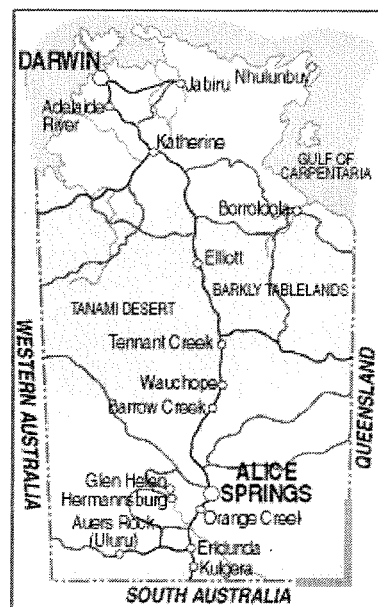 DARWIN
Nhulunbuy
Jabiru
Adelaide
River
Katherine
GULF OF
CARPENTARIA
Borroloola
Elliott
BARKLY TABLELANDS
TANAMI DESERT
Tennant Creek
WESTERN AUSTRALIA
QUEENSLAND
Wauchope
Barrow Creek
ALICE
SPRINGS
Glen Helen
Hermannsburg
Orange Creek
Ayers Rock
(Uluru)
Erldunda
Kulgera
SOUTH AUSTRALIA